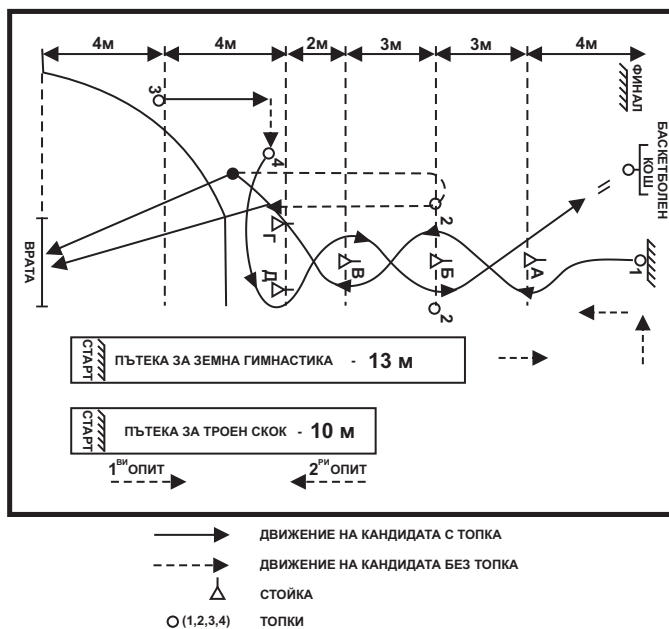 4м 4м 2м 3м 3м 4м
ФИНАЛ
БАСКЕТБОЛЕН
КОШ
3
4
2
1
Г
Д
В
Б
А
2
ВРАТА
СТАРТ ПЪТЕКА ЗА ЗЕМНА ГИМНАСТИКА - 13 м
СТАРТ ПЪТЕКА ЗА ТРОЕН СКОК - 10 м
1ВИ ОПИТ 2РИ ОПИТ
ДВИЖЕНИЕ НА КАНДИДАТА С ТОПКА
ДВИЖЕНИЕ НА КАНДИДАТА БЕЗ ТОПКА
СТОЙКА
(1,2,3,4) ТОПКИ